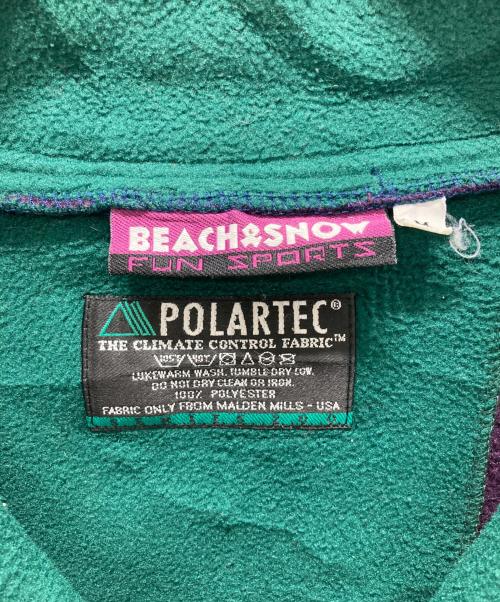 BEACH&SNOW
FUN SPORTS
POLARTEC®
THE CLIMATE CONTROL FABRIC™
LUKEWARM WASH. TUMBLE DRY LOW.
DO NOT DRY CLEAN OR IRON.
100% POLYESTER
FABRIC ONLY FROM MALDEN MILLS - USA